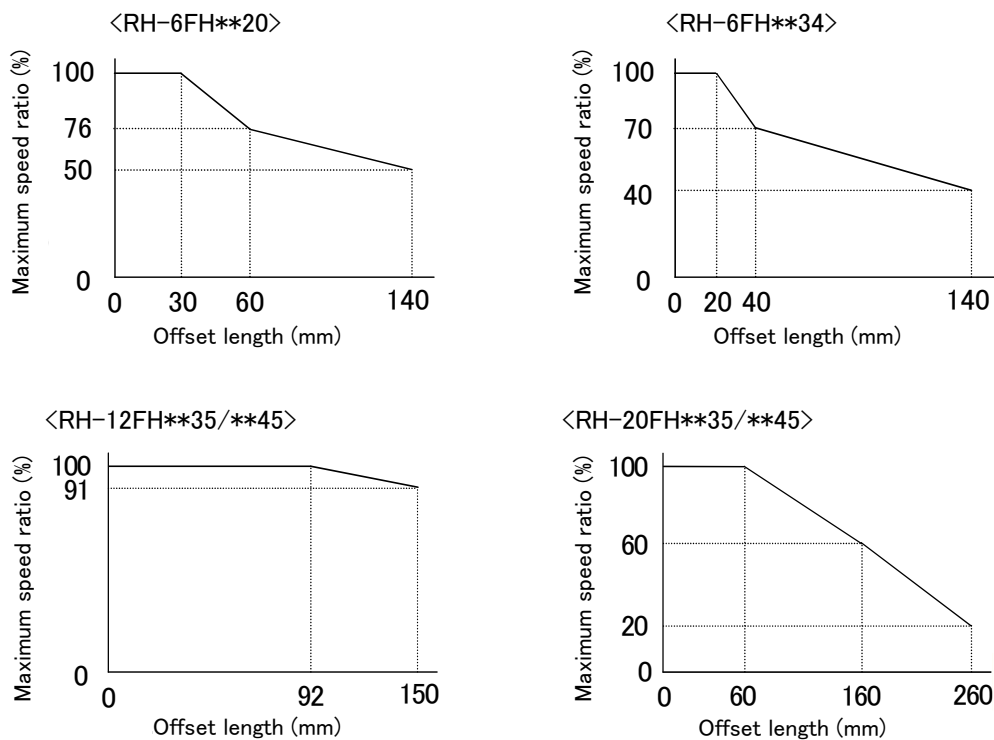 <RH-6FH**20>
Maximum speed ratio (%)
100
76
50
0
0 30 60 140
Offset length (mm)
<RH-6FH**34>
Maximum speed ratio (%)
100
70
40
0
0 20 40 140
Offset length (mm)
<RH-12FH**35/**45>
Maximum speed ratio (%)
100
91
0
0 92 150
Offset length (mm)
<RH-20FH**35/**45>
Maximum speed ratio (%)
100
60
20
0
0 60 160 260
Offset length (mm)